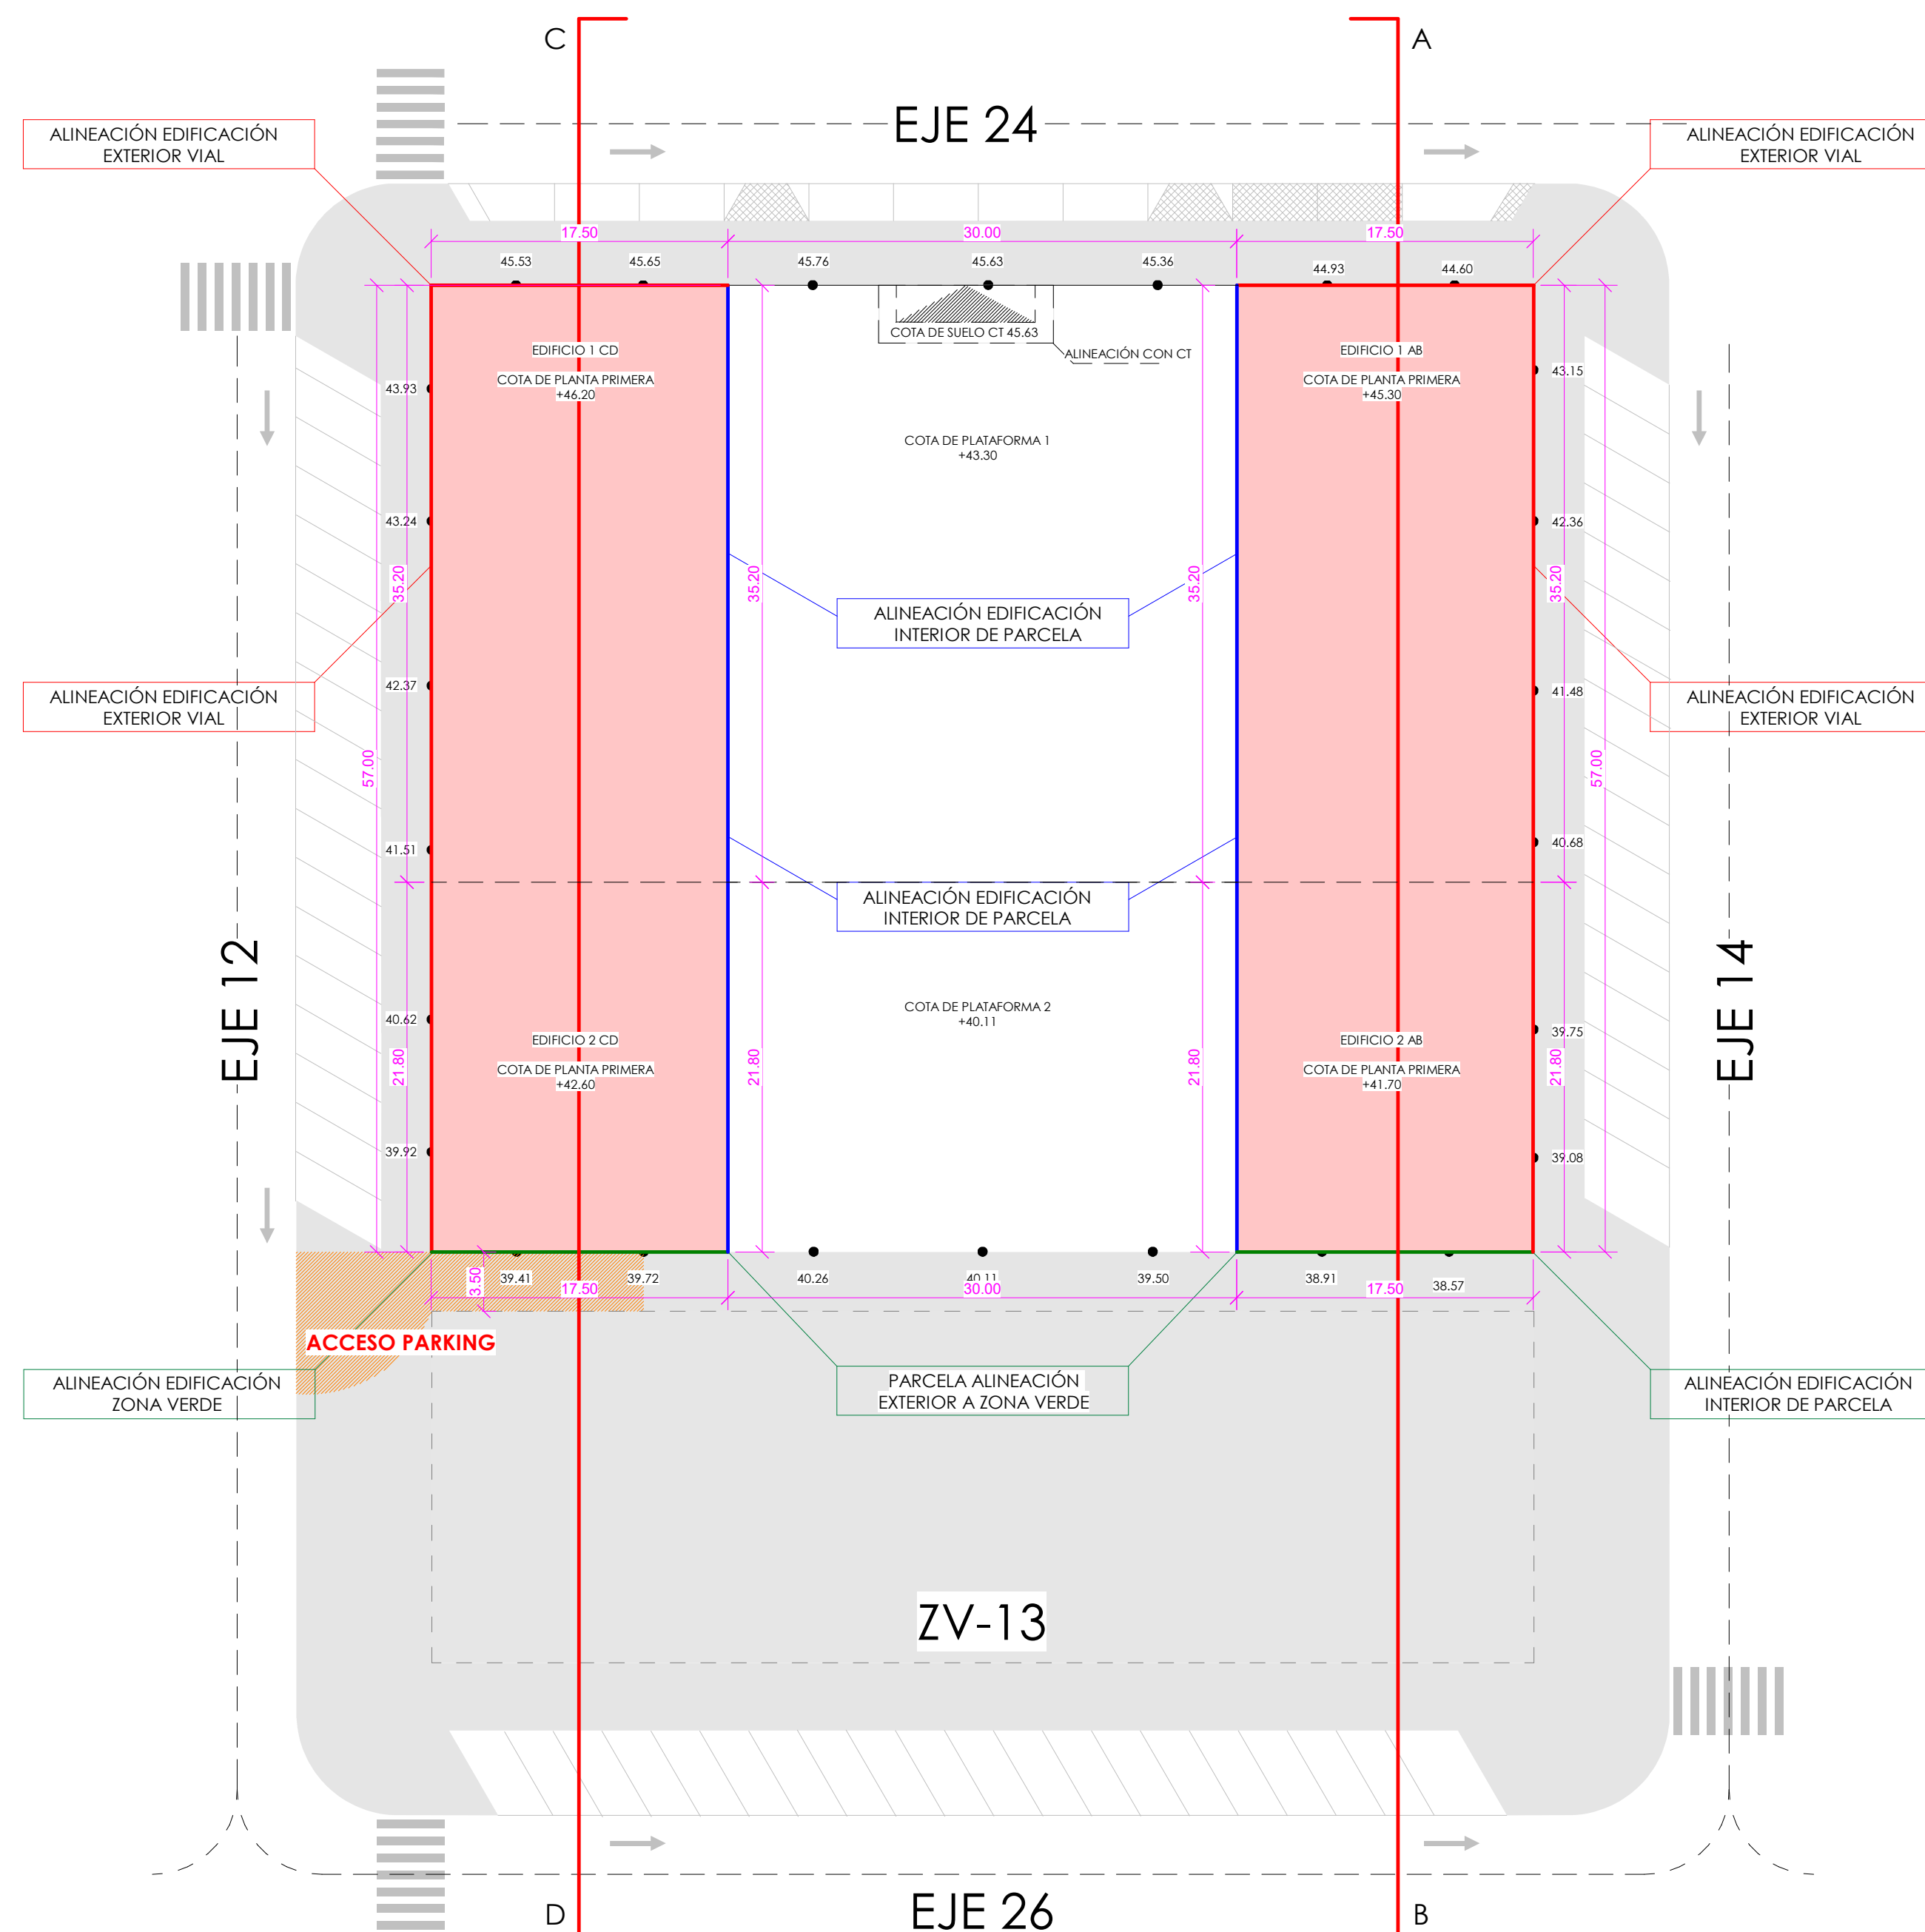 C
A
EJE 24
ALINEACIÓN EDIFICACIÓN
EXTERIOR VIAL
ALINEACIÓN EDIFICACIÓN
EXTERIOR VIAL
17.50
30.00
17.50
45.53
45.65
45.76
45.63
45.36
44.93
44.60
COTA DE SUELO CT 45.63
ALINEACIÓN CON CT
EDIFICIO 1 CD
COTA DE PLANTA PRIMERA
+46.20
EDIFICIO 1 AB
COTA DE PLANTA PRIMERA
+45.30
43.93
43.15
COTA DE PLATAFORMA 1
+43.30
43.24
42.36
35.20
35.20
35.20
35.20
ALINEACIÓN EDIFICACIÓN
INTERIOR DE PARCELA
42.37
41.48
ALINEACIÓN EDIFICACIÓN
EXTERIOR VIAL
ALINEACIÓN EDIFICACIÓN
EXTERIOR VIAL
57.00
57.00
41.51
40.68
ALINEACIÓN EDIFICACIÓN
INTERIOR DE PARCELA
EJE 12
EJE 14
COTA DE PLATAFORMA 2
+40.11
40.62
39.75
EDIFICIO 2 CD
COTA DE PLANTA PRIMERA
+42.60
EDIFICIO 2 AB
COTA DE PLANTA PRIMERA
+41.70
21.80
21.80
21.80
21.80
39.92
39.08
3.50
39.41
39.72
40.26
40.11
39.50
38.91
38.57
17.50
30.00
17.50
ACCESO PARKING
ALINEACIÓN EDIFICACIÓN
ZONA VERDE
PARCELA ALINEACIÓN
EXTERIOR A ZONA VERDE
ALINEACIÓN EDIFICACIÓN
INTERIOR DE PARCELA
ZV-13
D
EJE 26
B